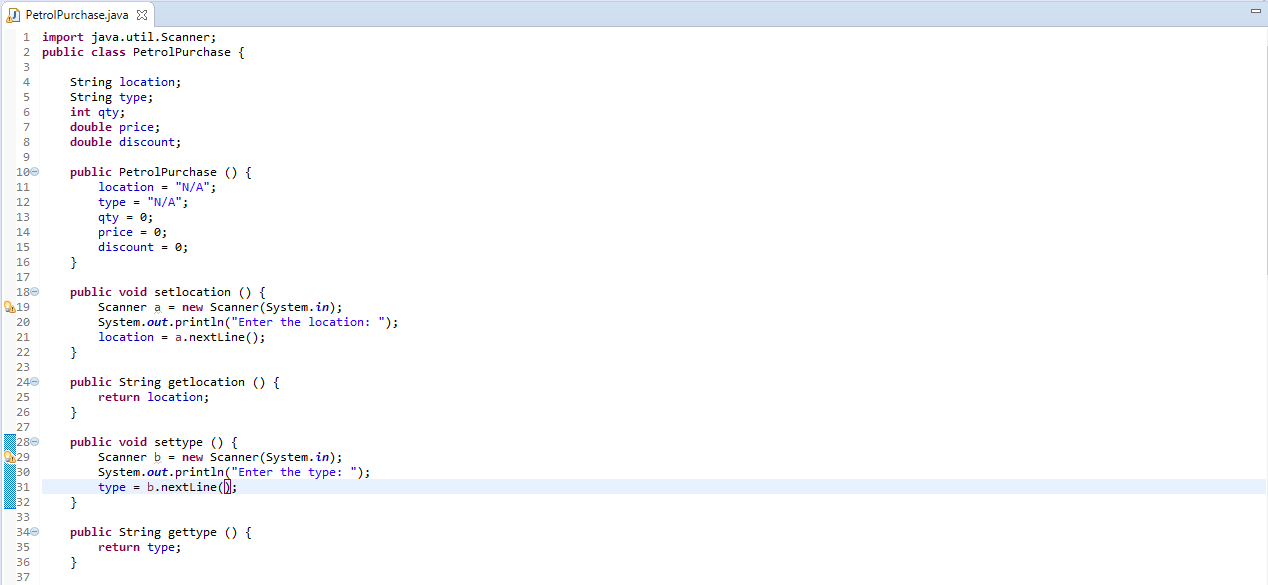 PetrolPurchase.java
1 import java.util.Scanner;
2 public class PetrolPurchase {
3
4     String location;
5     String type;
6     int qty;
7     double price;
8     double discount;
9
10     public PetrolPurchase () {
11         location = "N/A";
12         type = "N/A";
13         qty = 0;
14         price = 0;
15         discount = 0;
16     }
17
18     public void setlocation () {
19         Scanner a = new Scanner(System.in);
20         System.out.println("Enter the location: ");
21         location = a.nextLine();
22     }
23
24     public String getlocation () {
25         return location;
26     }
27
28     public void settype () {
29         Scanner b = new Scanner(System.in);
30         System.out.println("Enter the type: ");
31         type = b.nextLine();
32     }
33
34     public String gettype () {
35         return type;
36     }
37